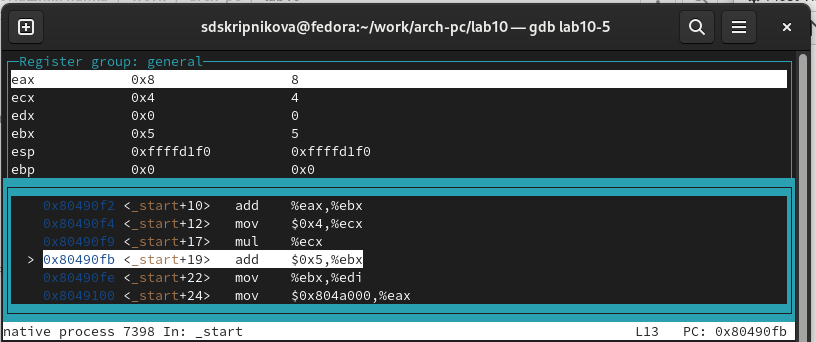 sdskripnikova@fedora:~/work/arch-pc/lab10 — gdb lab10-5
Register group: general
eax 0x8 8
ecx 0x4 4
edx 0x0 0
ebx 0x5 5
esp 0xffffd1f0 0xffffd1f0
ebp 0x0 0x0
0x80490f2 <_start+10> add %eax,%ebx
0x80490f4 <_start+12> mov $0x4,%ecx
0x80490f9 <_start+17> mul %ecx
> 0x80490fb <_start+19> add $0x5,%ebx
0x80490fe <_start+22> mov %ebx,%edi
0x8049100 <_start+24> mov $0x804a000,%eax
native process 7398 In: _start L13 PC: 0x80490fb